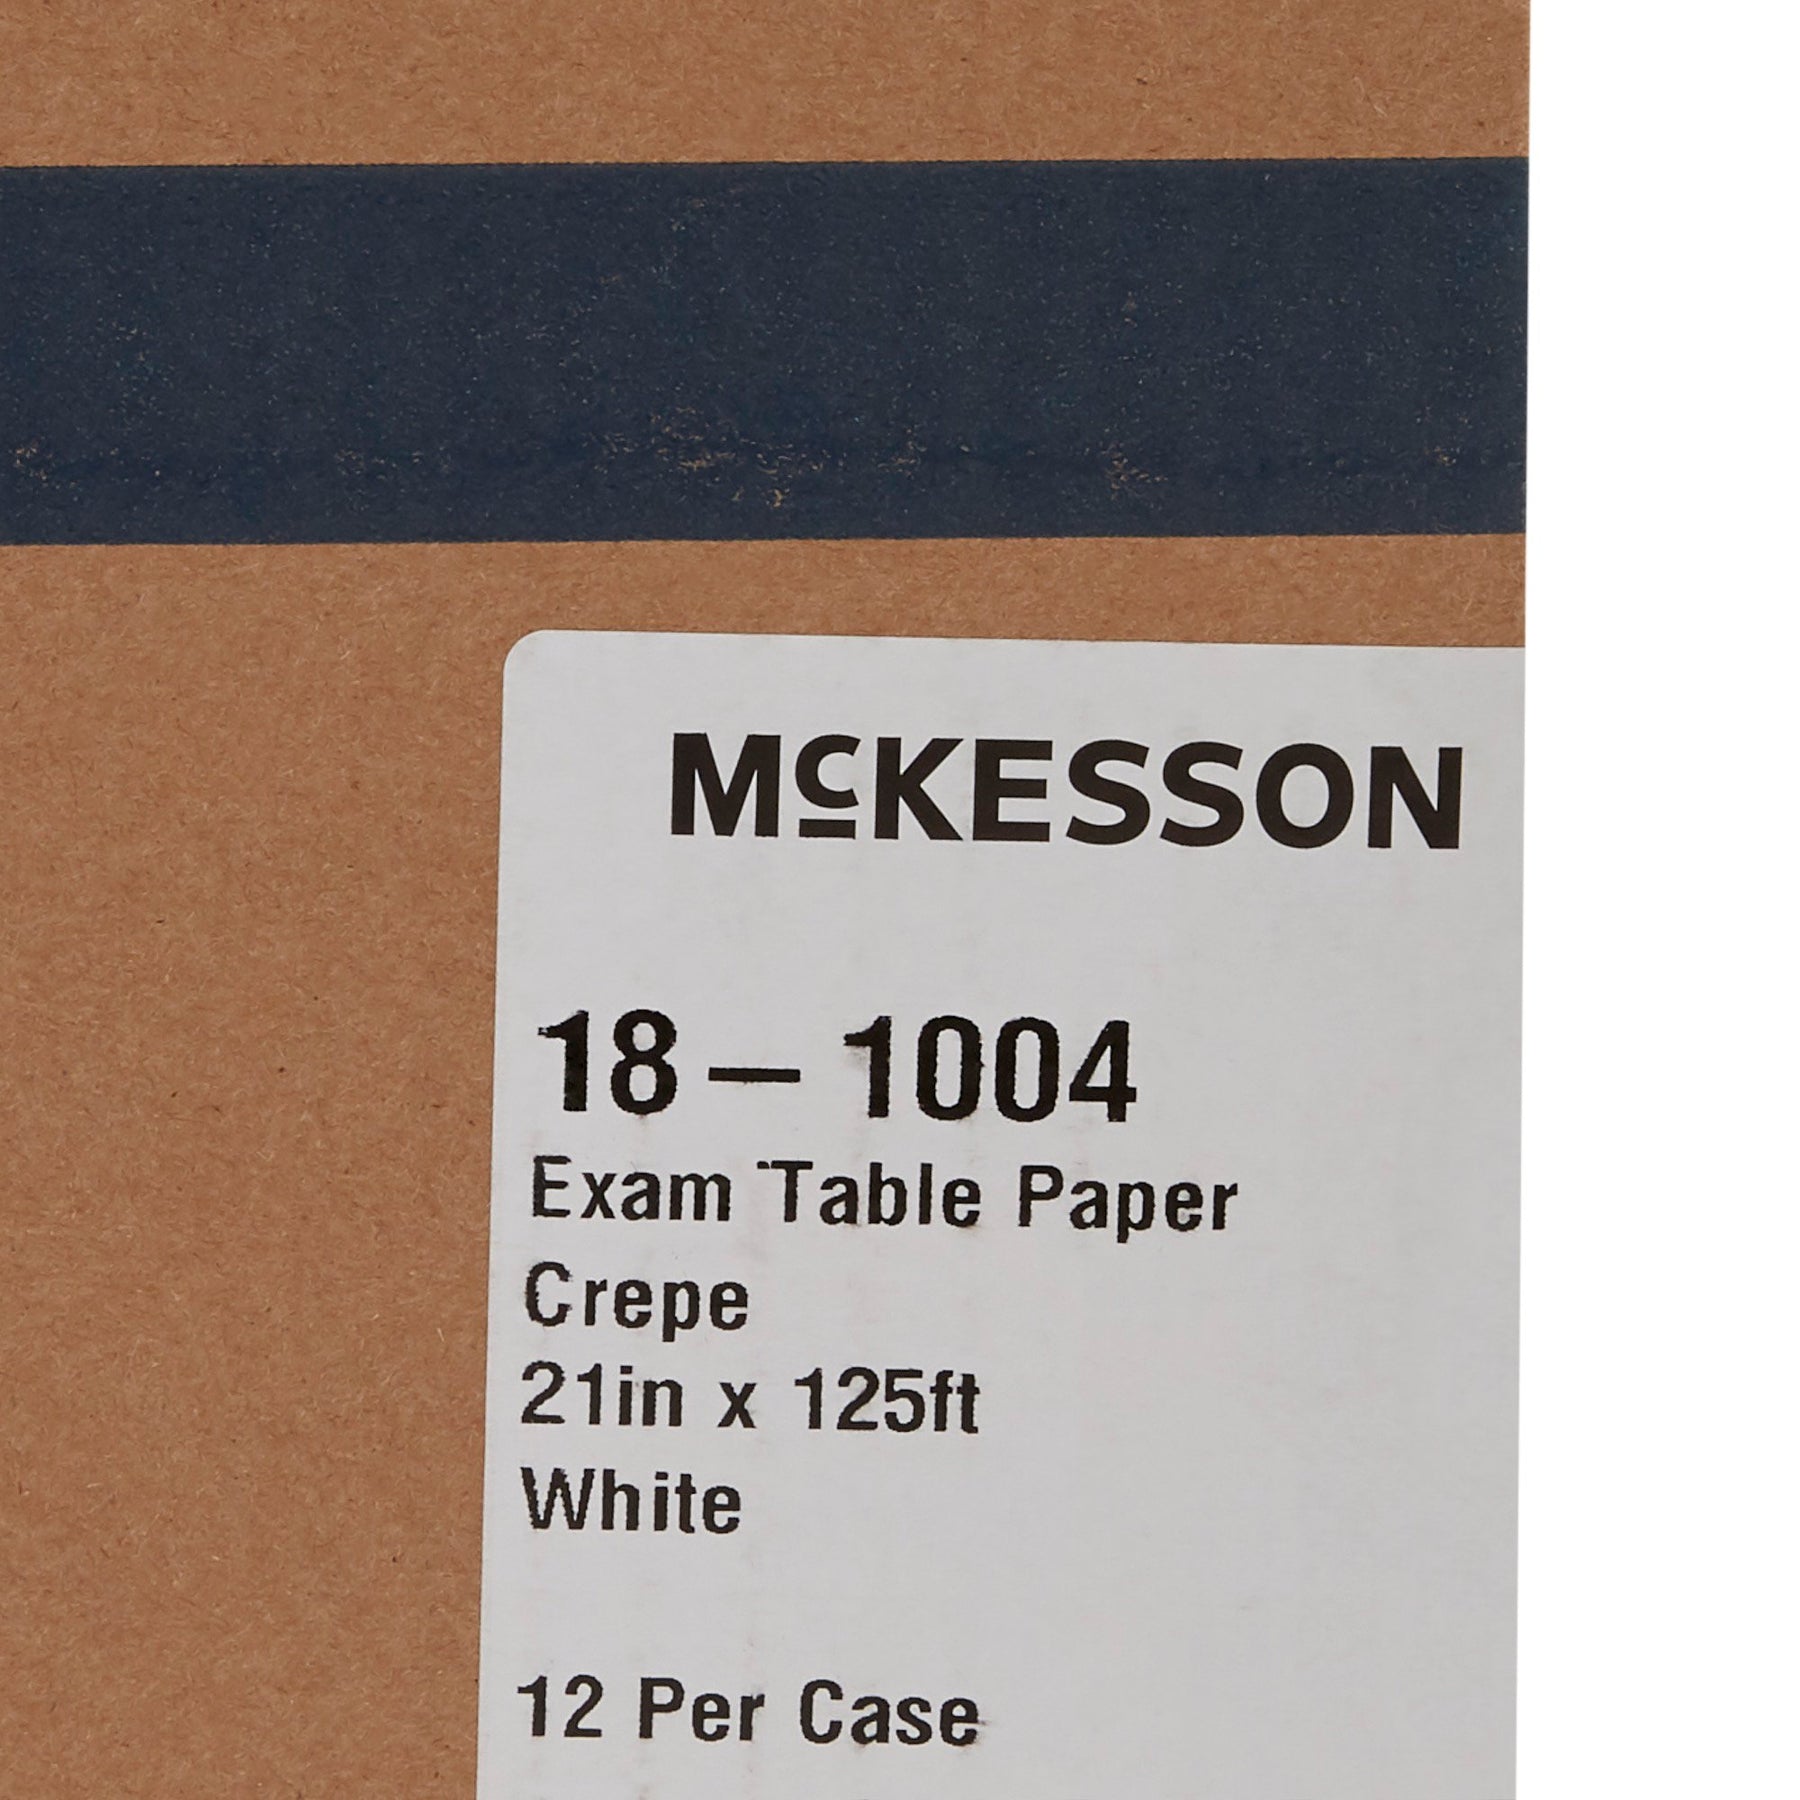 McKESSON
18-1004
Exam Table Paper
Crepe
21in x 125ft
White
12 Per Case